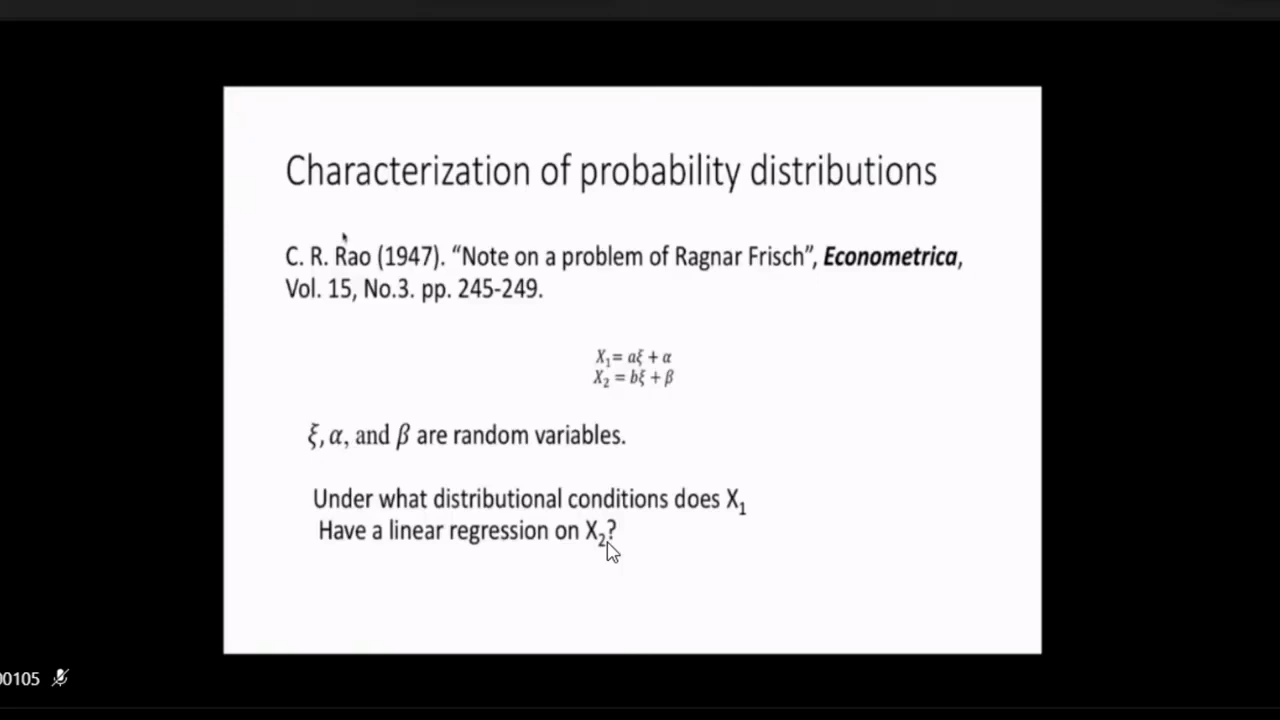 Characterization of probability distributions
C. R. Rao (1947). “Note on a problem of Ragnar Frisch”, Econometrica,
Vol. 15, No.3. pp. 245-249.
X₁= aξ + α
X₂ = bξ + β
ξ, α, and β are random variables.
Under what distributional conditions does X₁
Have a linear regression on X₂?
00105